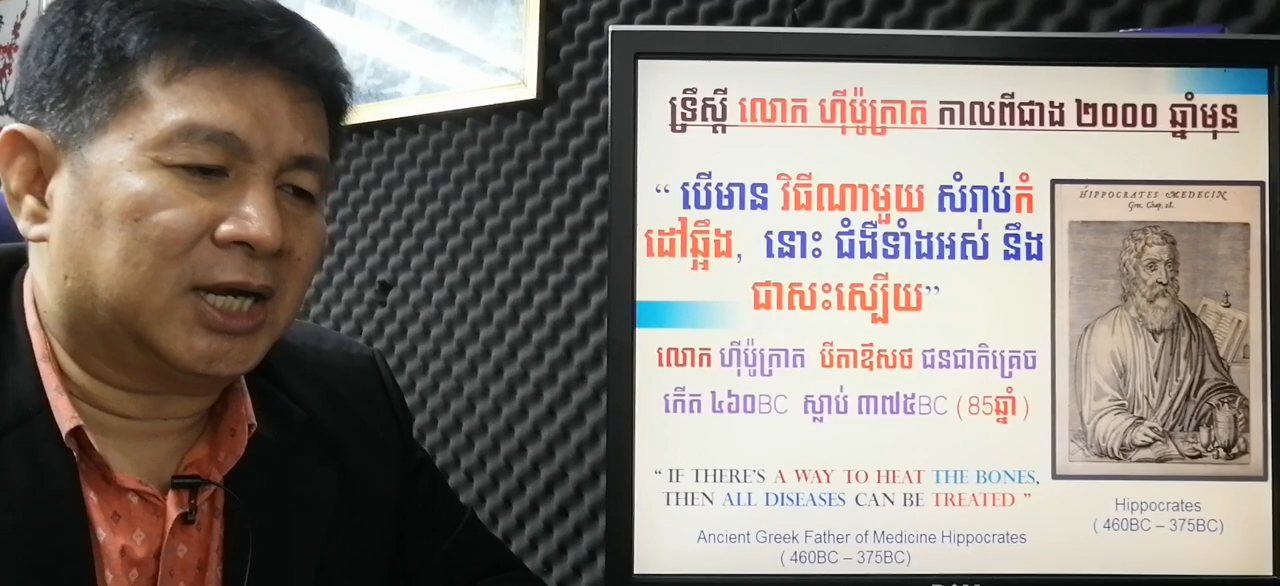 ទ្រឹស្តី លោក ហ៊ីប៉ូក្រាត កាលពីជាង ២០០០ ឆ្នាំមុន
“ បើមាន វិធីណាមួយ សំរាប់កំ
ដៅឆ្អឹង, នោះ ជំងឺទាំងអស់ នឹង
ជាសះស្បើយ”
លោក ហ៊ីប៉ូក្រាត បីតាឱសថ ជនជាតិគ្រេច
កើត ៤៦០BC ស្លាប់ ៣៧៥BC ( 85ឆ្នាំ )
“ IF THERE'S A WAY TO HEAT THE BONES,
THEN ALL DISEASES CAN BE TREATED ”
Ancient Greek Father of Medicine Hippocrates
( 460BC – 375BC)
HIPPOCRATES MEDECIN
Grec Chap. 28.
Hippocrates
( 460BC – 375BC)